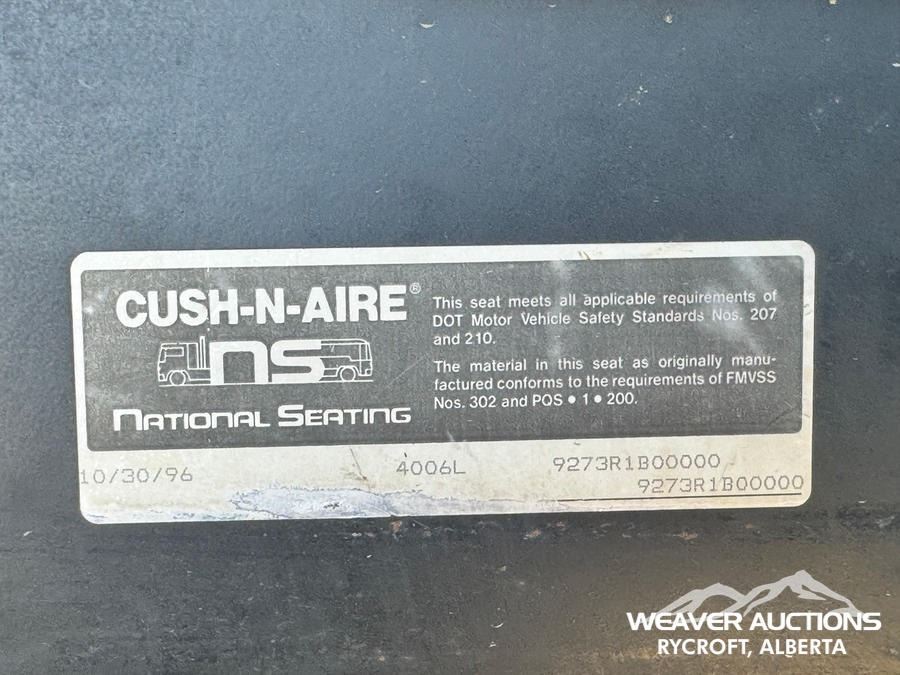 CUSH-N-AIRE®
ns
NATIONAL SEATING
This seat meets all applicable requirements of
DOT Motor Vehicle Safety Standards Nos. 207
and 210.
The material in this seat as originally manu-
factured conforms to the requirements of FMVSS
Nos. 302 and PQS • 1 • 200.
10/30/96 4006L 9273R1B00000
9273R1B00000
WEAVER AUCTIONS
RYCROFT, ALBERTA